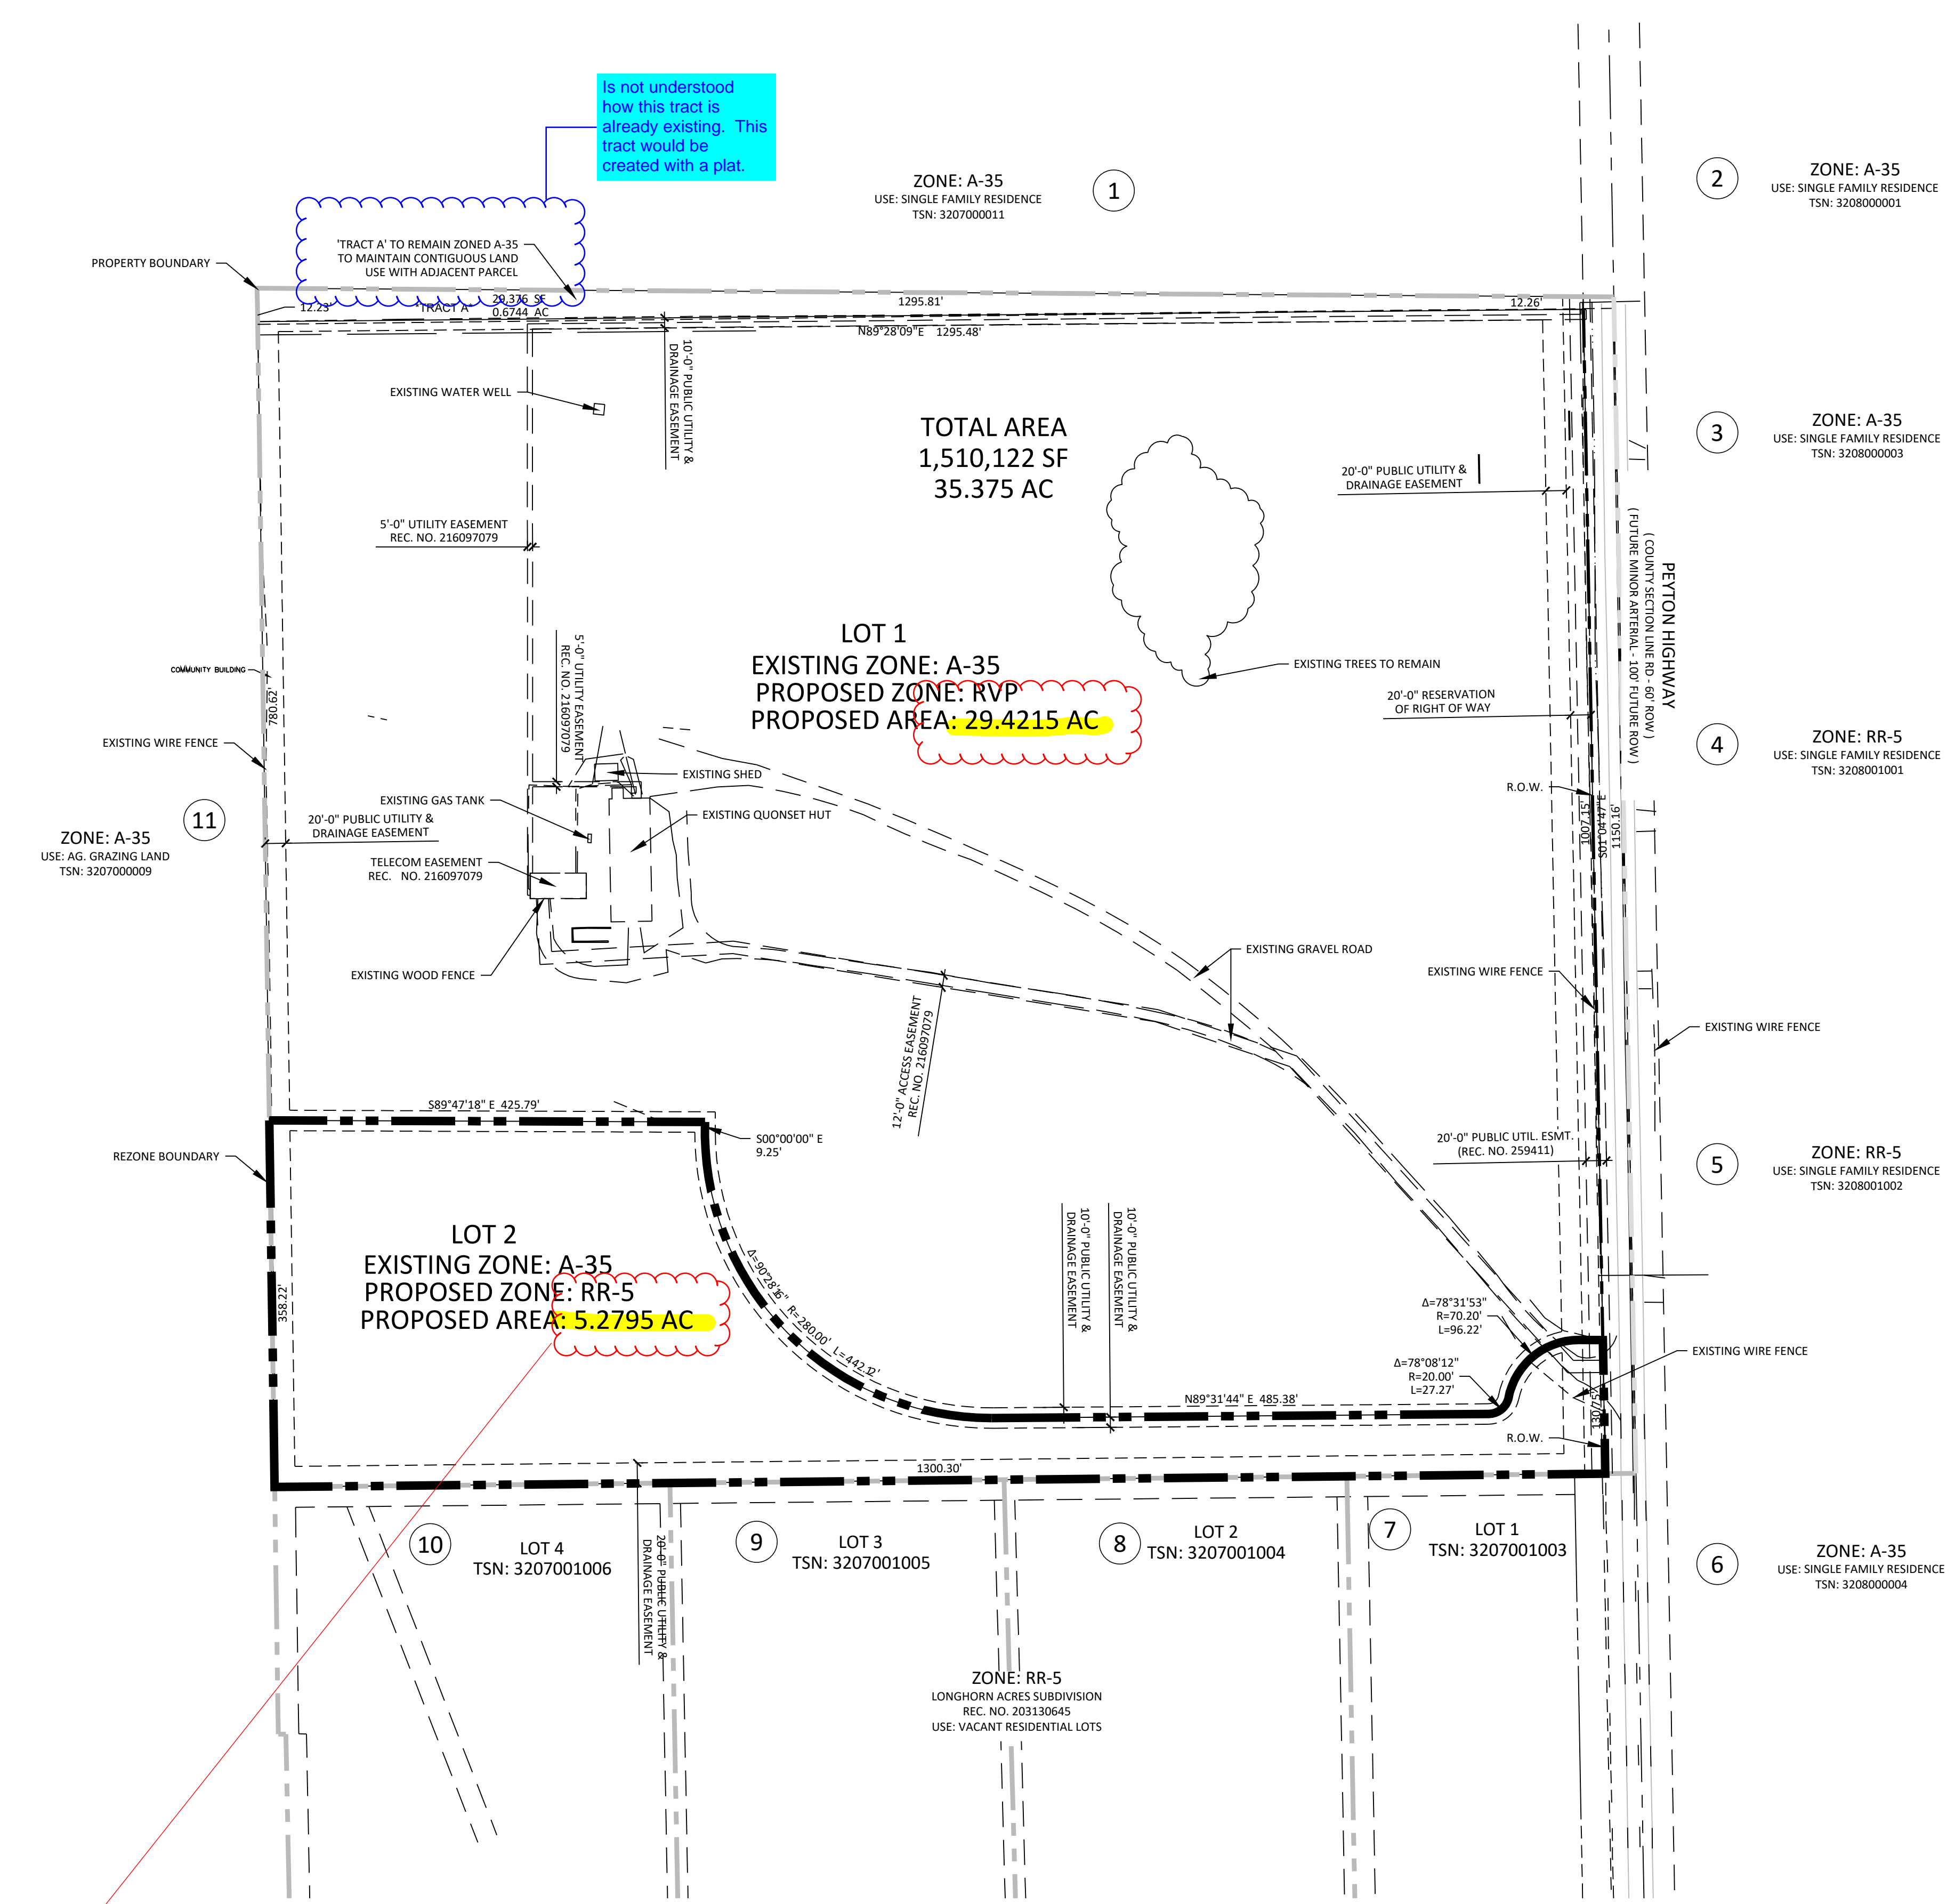 Is not understood
how this tract is
already existing.  This
tract would be
created with a plat.
ZONE: A-35
USE: SINGLE FAMILY RESIDENCE
TSN: 3207000011
1
2
ZONE: A-35
USE: SINGLE FAMILY RESIDENCE
TSN: 3208000001
'TRACT A' TO REMAIN ZONED A-35
TO MAINTAIN CONTIGUOUS LAND
USE WITH ADJACENT PARCEL
PROPERTY BOUNDARY
12.23'
"TRACT A"
29,376 SF
0.6744 AC
1295.81'
12.26'
N89°28'09"E 1295.48'
10'-0" PUBLIC UTILITY &
DRAINAGE EASEMENT
EXISTING WATER WELL
TOTAL AREA
1,510,122 SF
35.375 AC
3
ZONE: A-35
USE: SINGLE FAMILY RESIDENCE
TSN: 3208000003
20'-0" PUBLIC UTILITY &
DRAINAGE EASEMENT
5'-0" UTILITY EASEMENT
REC. NO. 216097079
PEYTON HIGHWAY
( COUNTY SECTION LINE RD - 60' ROW )
( FUTURE MINOR ARTERIAL - 100' FUTURE ROW )
5'-0" UTILITY EASEMENT
REC. NO. 216097079
LOT 1
EXISTING ZONE: A-35
PROPOSED ZONE: RVP
PROPOSED AREA: 29.4215 AC
EXISTING TREES TO REMAIN
COMMUNITY BUILDING
780.62'
20'-0" RESERVATION
OF RIGHT OF WAY
EXISTING WIRE FENCE
4
ZONE: RR-5
USE: SINGLE FAMILY RESIDENCE
TSN: 3208001001
EXISTING SHED
R.O.W.
EXISTING GAS TANK
EXISTING QUONSET HUT
11
20'-0" PUBLIC UTILITY &
DRAINAGE EASEMENT
1007.15'
S01°04'47"E
1150.16'
ZONE: A-35
USE: AG. GRAZING LAND
TSN: 3207000009
TELECOM EASEMENT
REC. NO. 216097079
EXISTING GRAVEL ROAD
EXISTING WOOD FENCE
EXISTING WIRE FENCE
12'-0" ACCESS EASEMENT
REC. NO. 216097079
EXISTING WIRE FENCE
S89°47'18" E 425.79'
S00°00'00" E
9.25'
20'-0" PUBLIC UTIL. ESMT.
(REC. NO. 259411)
REZONE BOUNDARY
5
ZONE: RR-5
USE: SINGLE FAMILY RESIDENCE
TSN: 3208001002
LOT 2
EXISTING ZONE: A-35
PROPOSED ZONE: RR-5
PROPOSED AREA: 5.2795 AC
358.22'
Δ=90°28'16" R=280.00' L=442.12'
10'-0" PUBLIC UTILITY &
DRAINAGE EASEMENT
10'-0" PUBLIC UTILITY &
DRAINAGE EASEMENT
Δ=78°31'53"
R=70.20'
L=96.22'
EXISTING WIRE FENCE
Δ=78°08'12"
R=20.00'
L=27.27'
N89°31'44" E 485.38'
130.75'
R.O.W.
1300.30'
10
LOT 4
TSN: 3207001006
20'-0" PUBLIC UTILITY &
DRAINAGE EASEMENT
9
LOT 3
TSN: 3207001005
8
LOT 2
TSN: 3207001004
7
LOT 1
TSN: 3207001003
6
ZONE: A-35
USE: SINGLE FAMILY RESIDENCE
TSN: 3208000004
ZONE: RR-5
LONGHORN ACRES SUBDIVISION
REC. NO. 203130645
USE: VACANT RESIDENTIAL LOTS